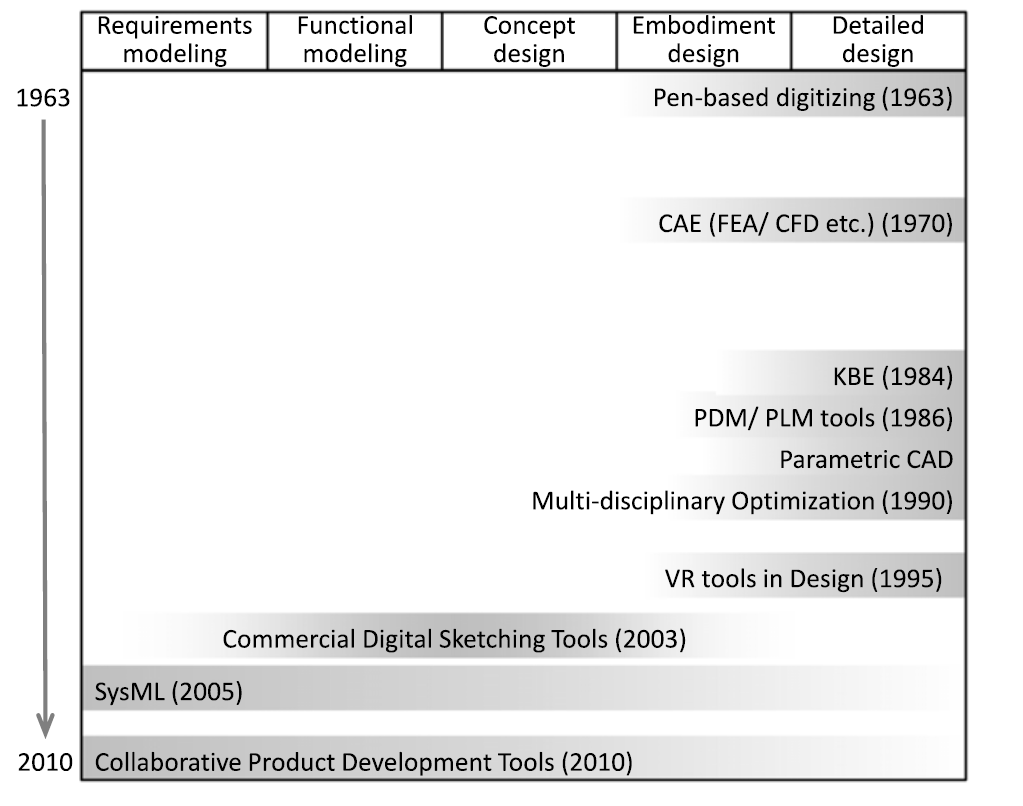 Requirements modeling
Functional modeling
Concept design
Embodiment design
Detailed design
1963
Pen-based digitizing (1963)
CAE (FEA/ CFD etc.) (1970)
KBE (1984)
PDM/ PLM tools (1986)
Parametric CAD
Multi-disciplinary Optimization (1990)
VR tools in Design (1995)
Commercial Digital Sketching Tools (2003)
SysML (2005)
2010
Collaborative Product Development Tools (2010)